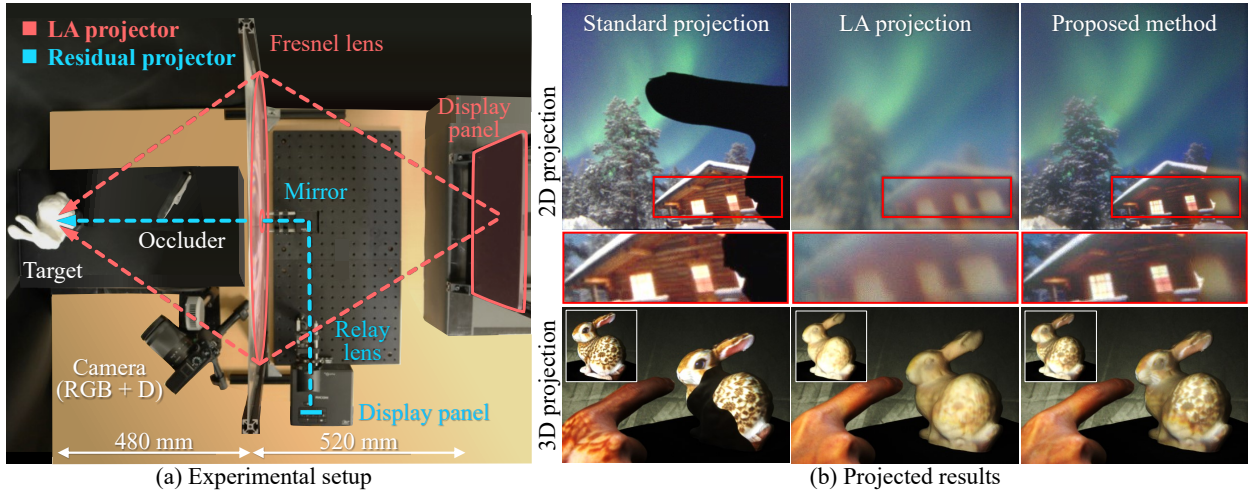 LA projector
Residual projector
Fresnel lens
Display
panel
Mirror
Occluder
Target
Relay
lens
Camera
(RGB + D)
Display panel
480 mm
520 mm
(a) Experimental setup
Standard projection
LA projection
Proposed method
2D projection
3D projection
(b) Projected results